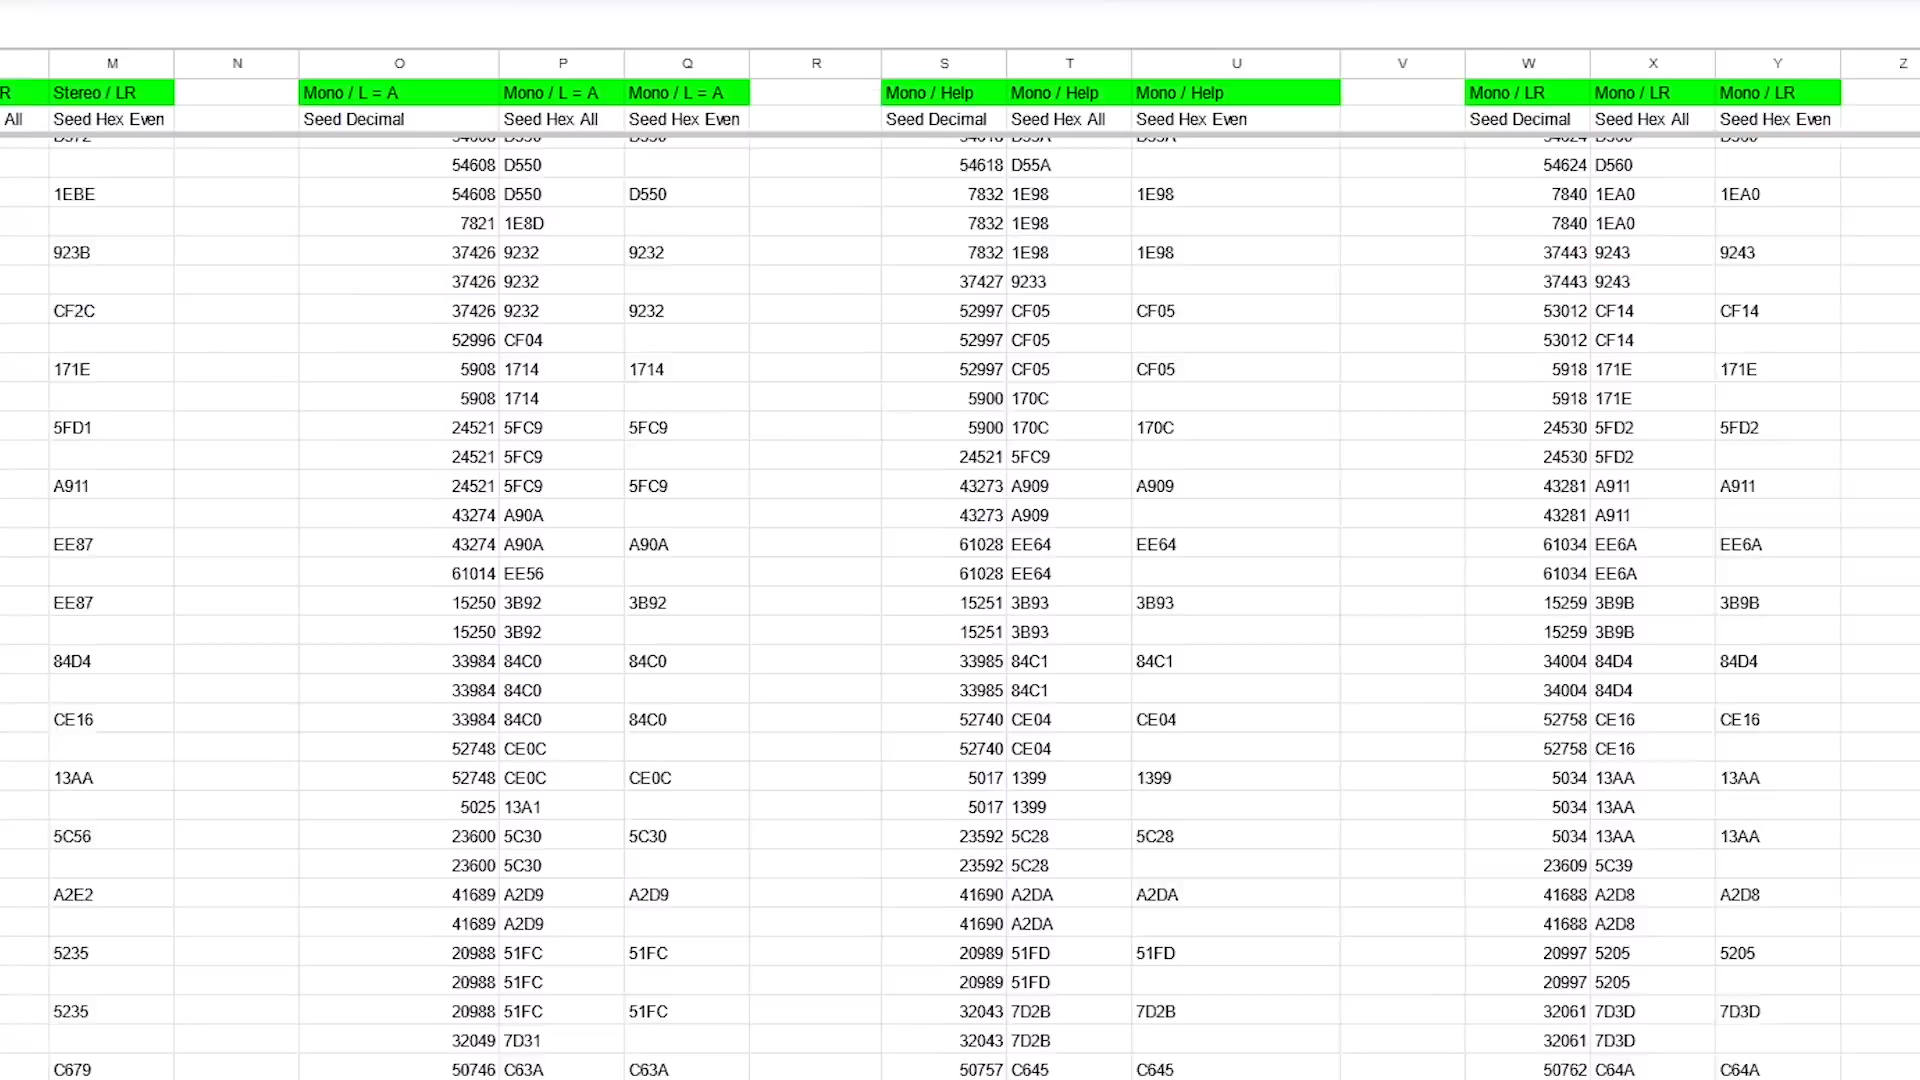 M N O P Q R S T U V W X Y Z
R Stereo / LR Mono / L = A Mono / L = A Mono / L = A Mono / Help Mono / Help Mono / Help Mono / LR Mono / LR Mono / LR
All Seed Hex Even Seed Decimal Seed Hex All Seed Hex Even Seed Decimal Seed Hex All Seed Hex Even Seed Decimal Seed Hex All Seed Hex Even
54608 D550 54618 D55A 54624 D560
1EBE 54608 D550 D550 7832 1E98 1E98 7840 1EA0 1EA0
7821 1E8D 7832 1E98 7840 1EA0
923B 37426 9232 9232 7832 1E98 1E98 37443 9243 9243
37426 9232 37427 9233 37443 9243
CF2C 37426 9232 9232 52997 CF05 CF05 53012 CF14 CF14
52996 CF04 52997 CF05 53012 CF14
171E 5908 1714 1714 52997 CF05 CF05 5918 171E 171E
5908 1714 5900 170C 5918 171E
5FD1 24521 5FC9 5FC9 5900 170C 170C 24530 5FD2 5FD2
24521 5FC9 24521 5FC9 24530 5FD2
A911 24521 5FC9 5FC9 43273 A909 A909 43281 A911 A911
43274 A90A 43273 A909 43281 A911
EE87 43274 A90A A90A 61028 EE64 EE64 61034 EE6A EE6A
61014 EE56 61028 EE64 61034 EE6A
EE87 15250 3B92 3B92 15251 3B93 3B93 15259 3B9B 3B9B
15250 3B92 15251 3B93 15259 3B9B
84D4 33984 84C0 84C0 33985 84C1 84C1 34004 84D4 84D4
33984 84C0 33985 84C1 34004 84D4
CE16 33984 84C0 84C0 52740 CE04 CE04 52758 CE16 CE16
52748 CE0C 52740 CE04 52758 CE16
13AA 52748 CE0C CE0C 5017 1399 1399 5034 13AA 13AA
5025 13A1 5017 1399 5034 13AA
5C56 23600 5C30 5C30 23592 5C28 5C28 5034 13AA 13AA
23600 5C30 23592 5C28 23609 5C39
A2E2 41689 A2D9 A2D9 41690 A2DA A2DA 41688 A2D8 A2D8
41689 A2D9 41690 A2DA 41688 A2D8
5235 20988 51FC 51FC 20989 51FD 51FD 20997 5205 5205
20988 51FC 20989 51FD 20997 5205
5235 20988 51FC 51FC 32043 7D2B 7D2B 32061 7D3D 7D3D
32049 7D31 32043 7D2B 32061 7D3D
C679 50746 C63A C63A 50757 C645 C645 50762 C64A C64A